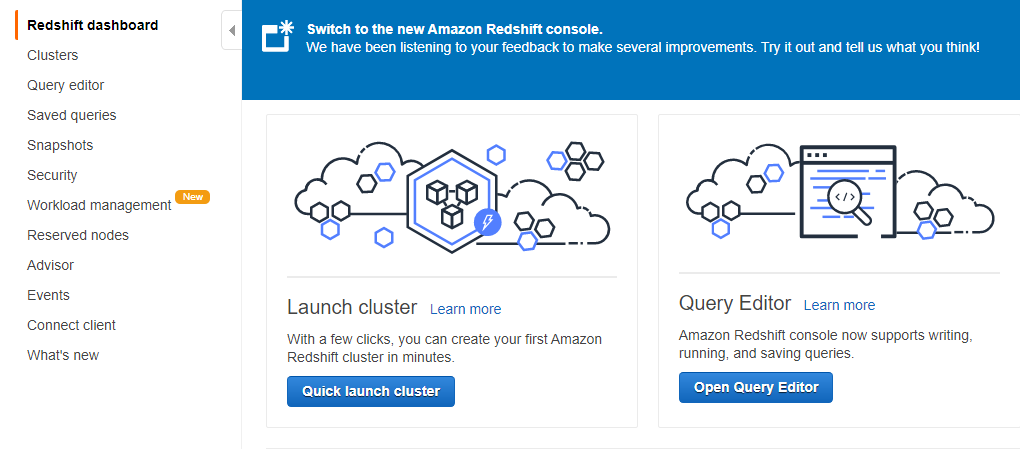 Redshift dashboard
Clusters
Query editor
Saved queries
Snapshots
Security
Workload management New
Reserved nodes
Advisor
Events
Connect client
What's new
Switch to the new Amazon Redshift console.
We have been listening to your feedback to make several improvements. Try it out and tell us what you think!
Launch cluster Learn more
With a few clicks, you can create your first Amazon
Redshift cluster in minutes.
Quick launch cluster
</>
Query Editor Learn more
Amazon Redshift console now supports writing,
running, and saving queries.
Open Query Editor